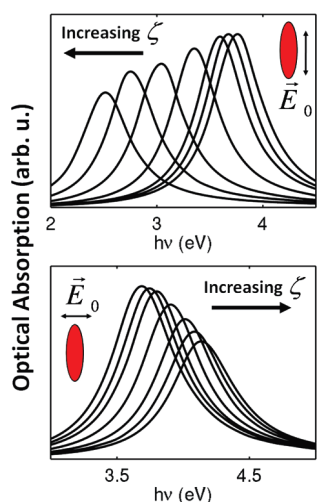 Optical Absorption (arb. u.)
Increasing ζ
E⃗ 0
2 3 4
hν (eV)
E⃗ 0
Increasing ζ
3.5 4.5
hν (eV)